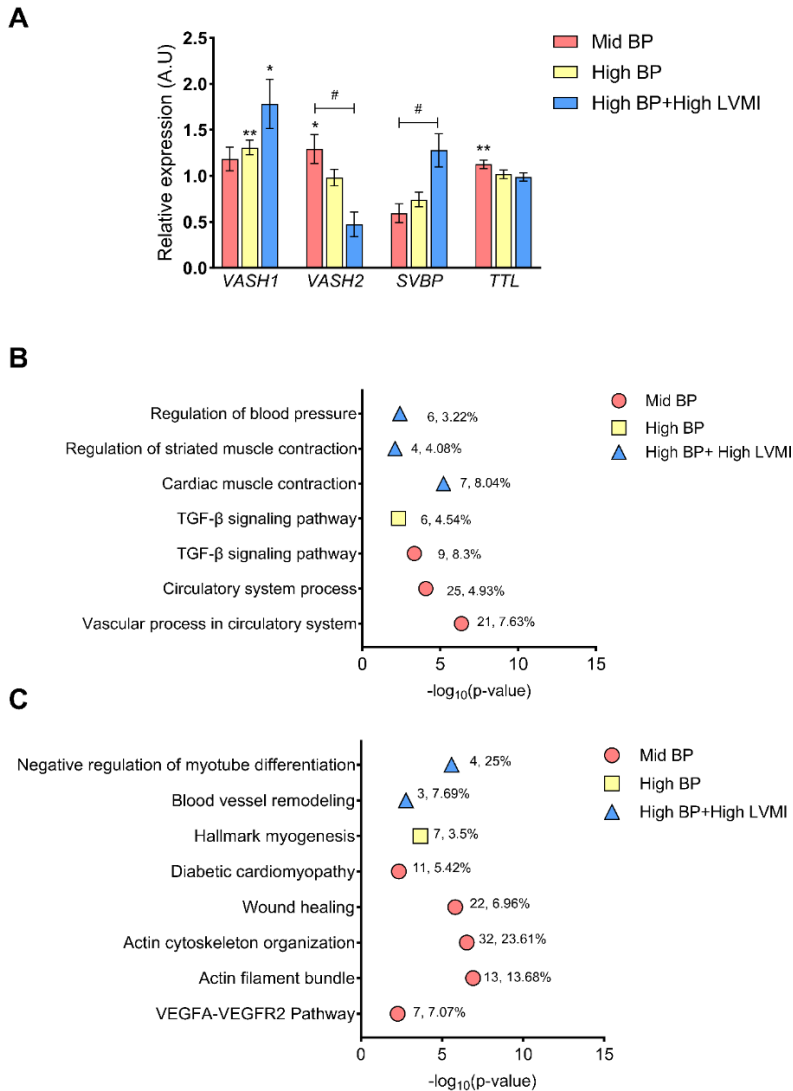 A
Relative expression (A.U)
2.5
2.0
1.5
1.0
0.5
0.0
*
**
*
#
*
#
**
VASH1 VASH2 SVBP TTL
Mid BP
High BP
High BP+High LVMI
B
Regulation of blood pressure 6, 3.22%
Regulation of striated muscle contraction 4, 4.08%
Cardiac muscle contraction 7, 8.04%
TGF-β signaling pathway 6, 4.54%
TGF-β signaling pathway 9, 8.3%
Circulatory system process 25, 4.93%
Vascular process in circulatory system 21, 7.63%
0 5 10 15
-log10(p-value)
Mid BP
High BP
High BP+ High LVMI
C
Negative regulation of myotube differentiation 4, 25%
Blood vessel remodeling 3, 7.69%
Hallmark myogenesis 7, 3.5%
Diabetic cardiomyopathy 11, 5.42%
Wound healing 22, 6.96%
Actin cytoskeleton organization 32, 23.61%
Actin filament bundle 13, 13.68%
VEGFA-VEGFR2 Pathway 7, 7.07%
0 5 10 15
-log10(p-value)
Mid BP
High BP
High BP+High LVMI